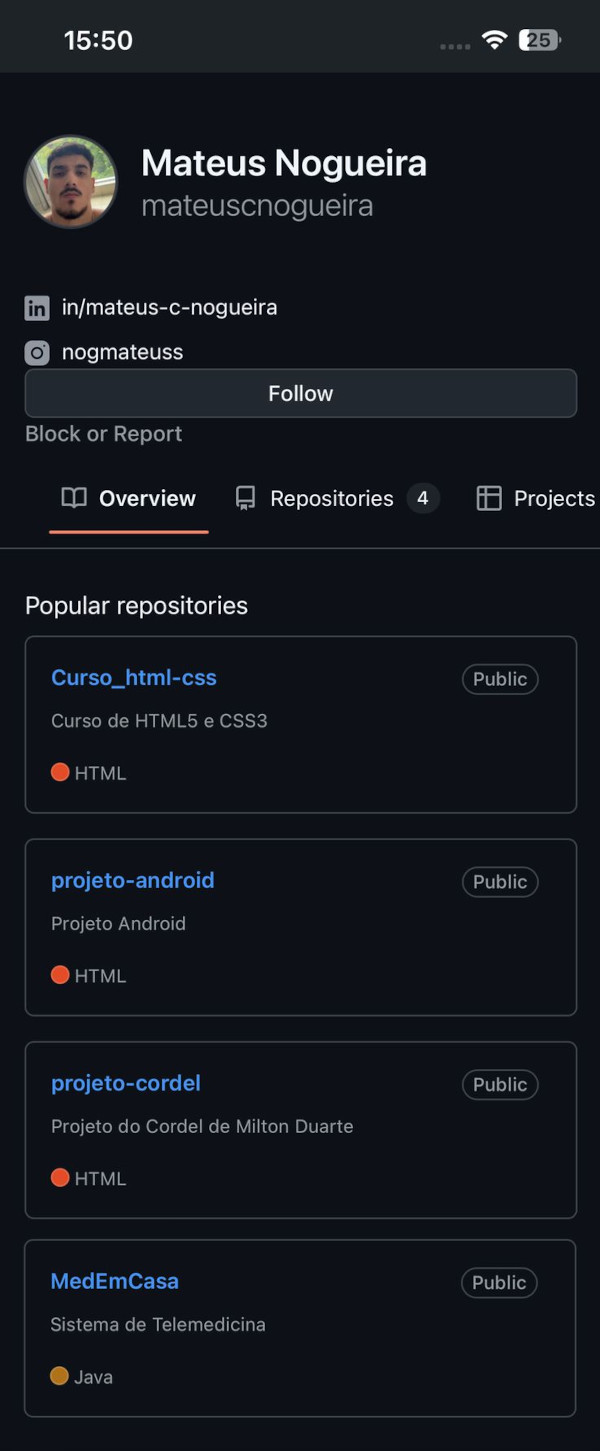 15:50
25
Mateus Nogueira
mateuscnogueira
in/mateus-c-nogueira
nogmateuss
Follow
Block or Report
Overview Repositories 4 Projects
Popular repositories
Curso_html-css Public
Curso de HTML5 e CSS3
HTML
projeto-android Public
Projeto Android
HTML
projeto-cordel Public
Projeto do Cordel de Milton Duarte
HTML
MedEmCasa Public
Sistema de Telemedicina
Java